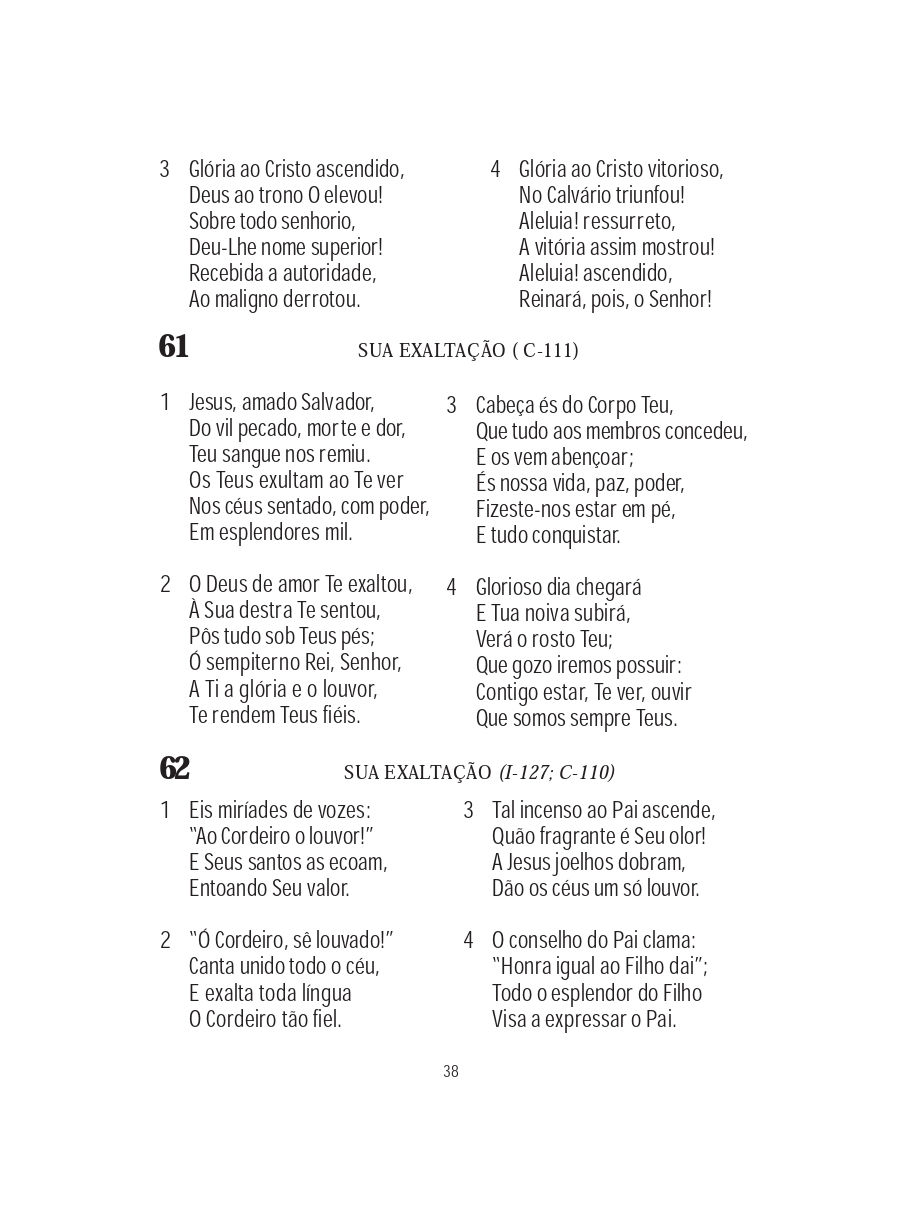 3 Glória ao Cristo ascendido,
Deus ao trono O elevou!
Sobre todo senhorio,
Deu-Lhe nome superior!
Recebida a autoridade,
Ao maligno derrotou.
4 Glória ao Cristo vitorioso,
No Calvário triunfou!
Aleluia! ressurreto,
A vitória assim mostrou!
Aleluia! ascendido,
Reinará, pois, o Senhor!
61 SUA EXALTAÇÃO ( C-111)
1 Jesus, amado Salvador,
Do vil pecado, morte e dor,
Teu sangue nos remiu.
Os Teus exultam ao Te ver
Nos céus sentado, com poder,
Em esplendores mil.
2 O Deus de amor Te exaltou,
À Sua destra Te sentou,
Pôs tudo sob Teus pés;
Ó sempiterno Rei, Senhor,
A Ti a glória e o louvor,
Te rendem Teus fiéis.
3 Cabeça és do Corpo Teu,
Que tudo aos membros concedeu,
E os vem abençoar;
És nossa vida, paz, poder,
Fizeste-nos estar em pé,
E tudo conquistar.
4 Glorioso dia chegará
E Tua noiva subirá,
Verá o rosto Teu;
Que gozo iremos possuir:
Contigo estar, Te ver, ouvir
Que somos sempre Teus.
62 SUA EXALTAÇÃO (I-127; C-110)
1 Eis miríades de vozes:
“Ao Cordeiro o louvor!”
E Seus santos as ecoam,
Entoando Seu valor.
2 “Ó Cordeiro, sê louvado!”
Canta unido todo o céu,
E exalta toda língua
O Cordeiro tão fiel.
3 Tal incenso ao Pai ascende,
Quão fragrante é Seu olor!
A Jesus joelhos dobram,
Dão os céus um só louvor.
4 O conselho do Pai clama:
“Honra igual ao Filho dai”;
Todo o esplendor do Filho
Visa a expressar o Pai.
38